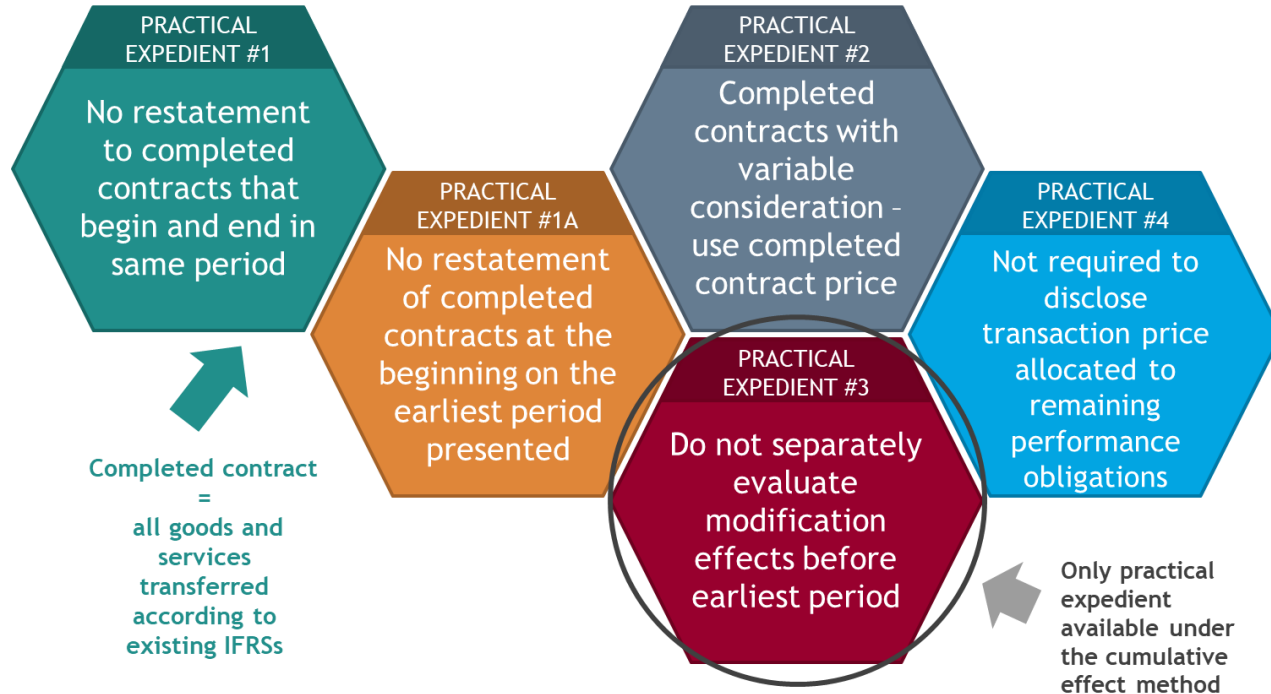 PRACTICAL
EXPEDIENT #1
No restatement
to completed
contracts that
begin and end in
same period
PRACTICAL
EXPEDIENT #1A
No restatement
of completed
contracts at the
beginning on the
earliest period
presented
PRACTICAL
EXPEDIENT #2
Completed
contracts with
variable
consideration –
use completed
contract price
PRACTICAL
EXPEDIENT #3
Do not separately
evaluate
modification
effects before
earliest period
PRACTICAL
EXPEDIENT #4
Not required to
disclose
transaction price
allocated to
remaining
performance
obligations
Completed contract
=
all goods and
services
transferred
according to
existing IFRSs
Only practical
expedient
available under
the cumulative
effect method